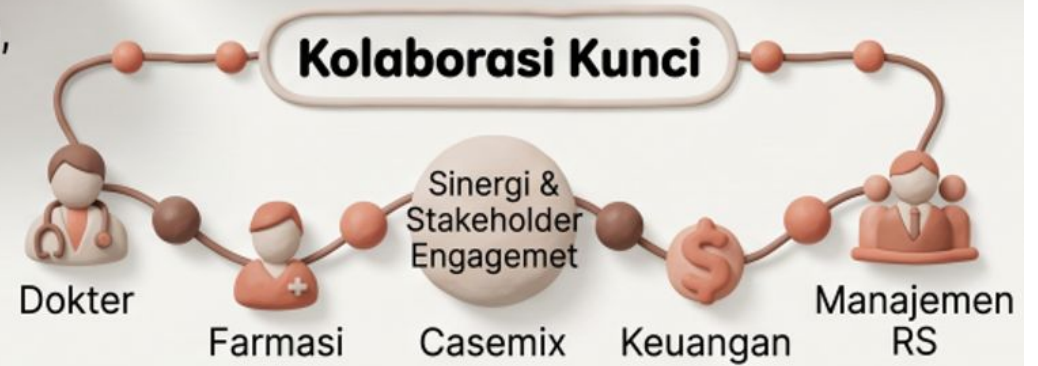 ,
Kolaborasi Kunci
Sinergi &
Stakeholder
Engagemet
Dokter
Farmasi
Casemix
Keuangan
Manajemen
RS